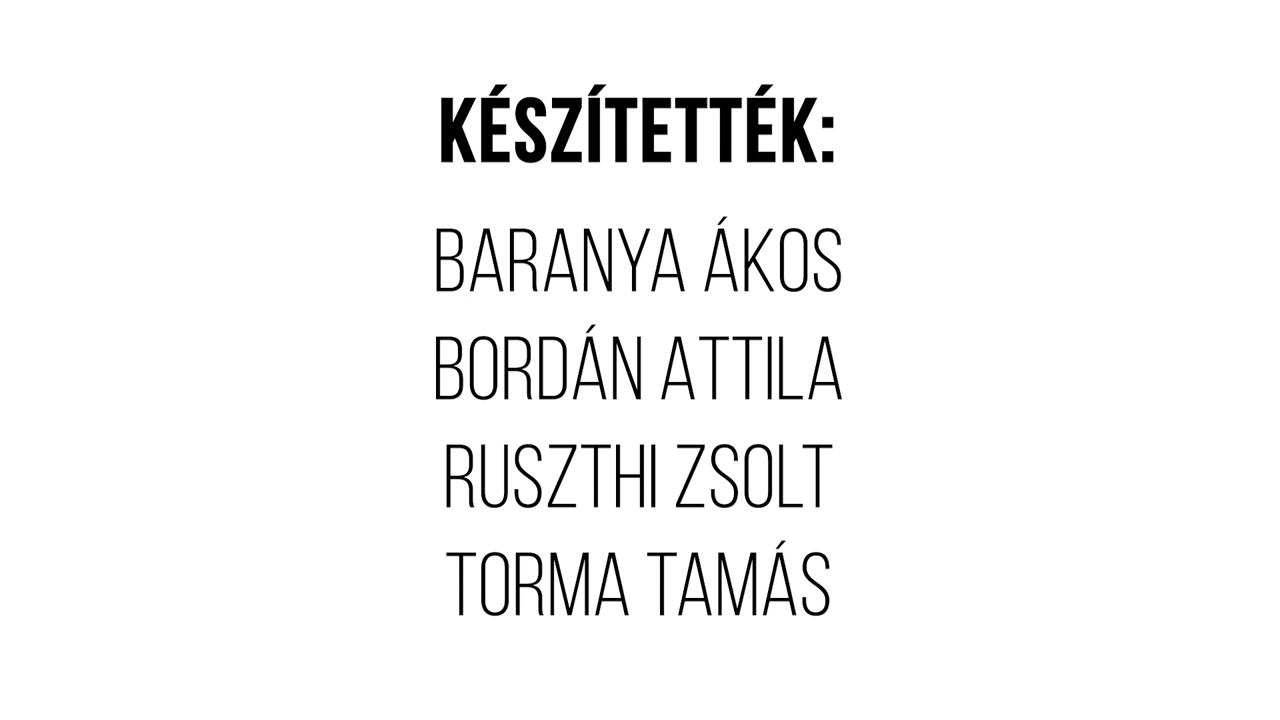 KÉSZÍTETTÉK:
BARANYA ÁKOS
BORDÁN ATTILA
RUSZTHI ZSOLT
TORMA TAMÁS